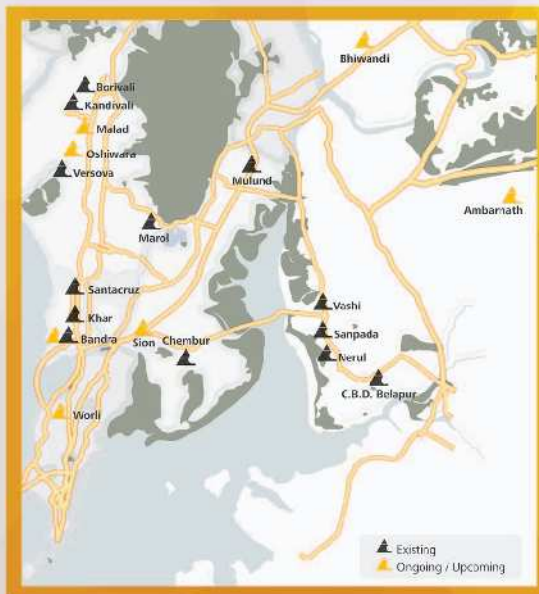 Bhiwandi
Borivali
Kandivali
Malad
Oshiwara
Versova
Mulund
Ambarnath
Marol
Santacruz
Vashi
Khar
Sanpada
Bandra
Sion
Chembur
Nerul
C.B.D. Belapur
Worli
Existing
Ongoing / Upcoming